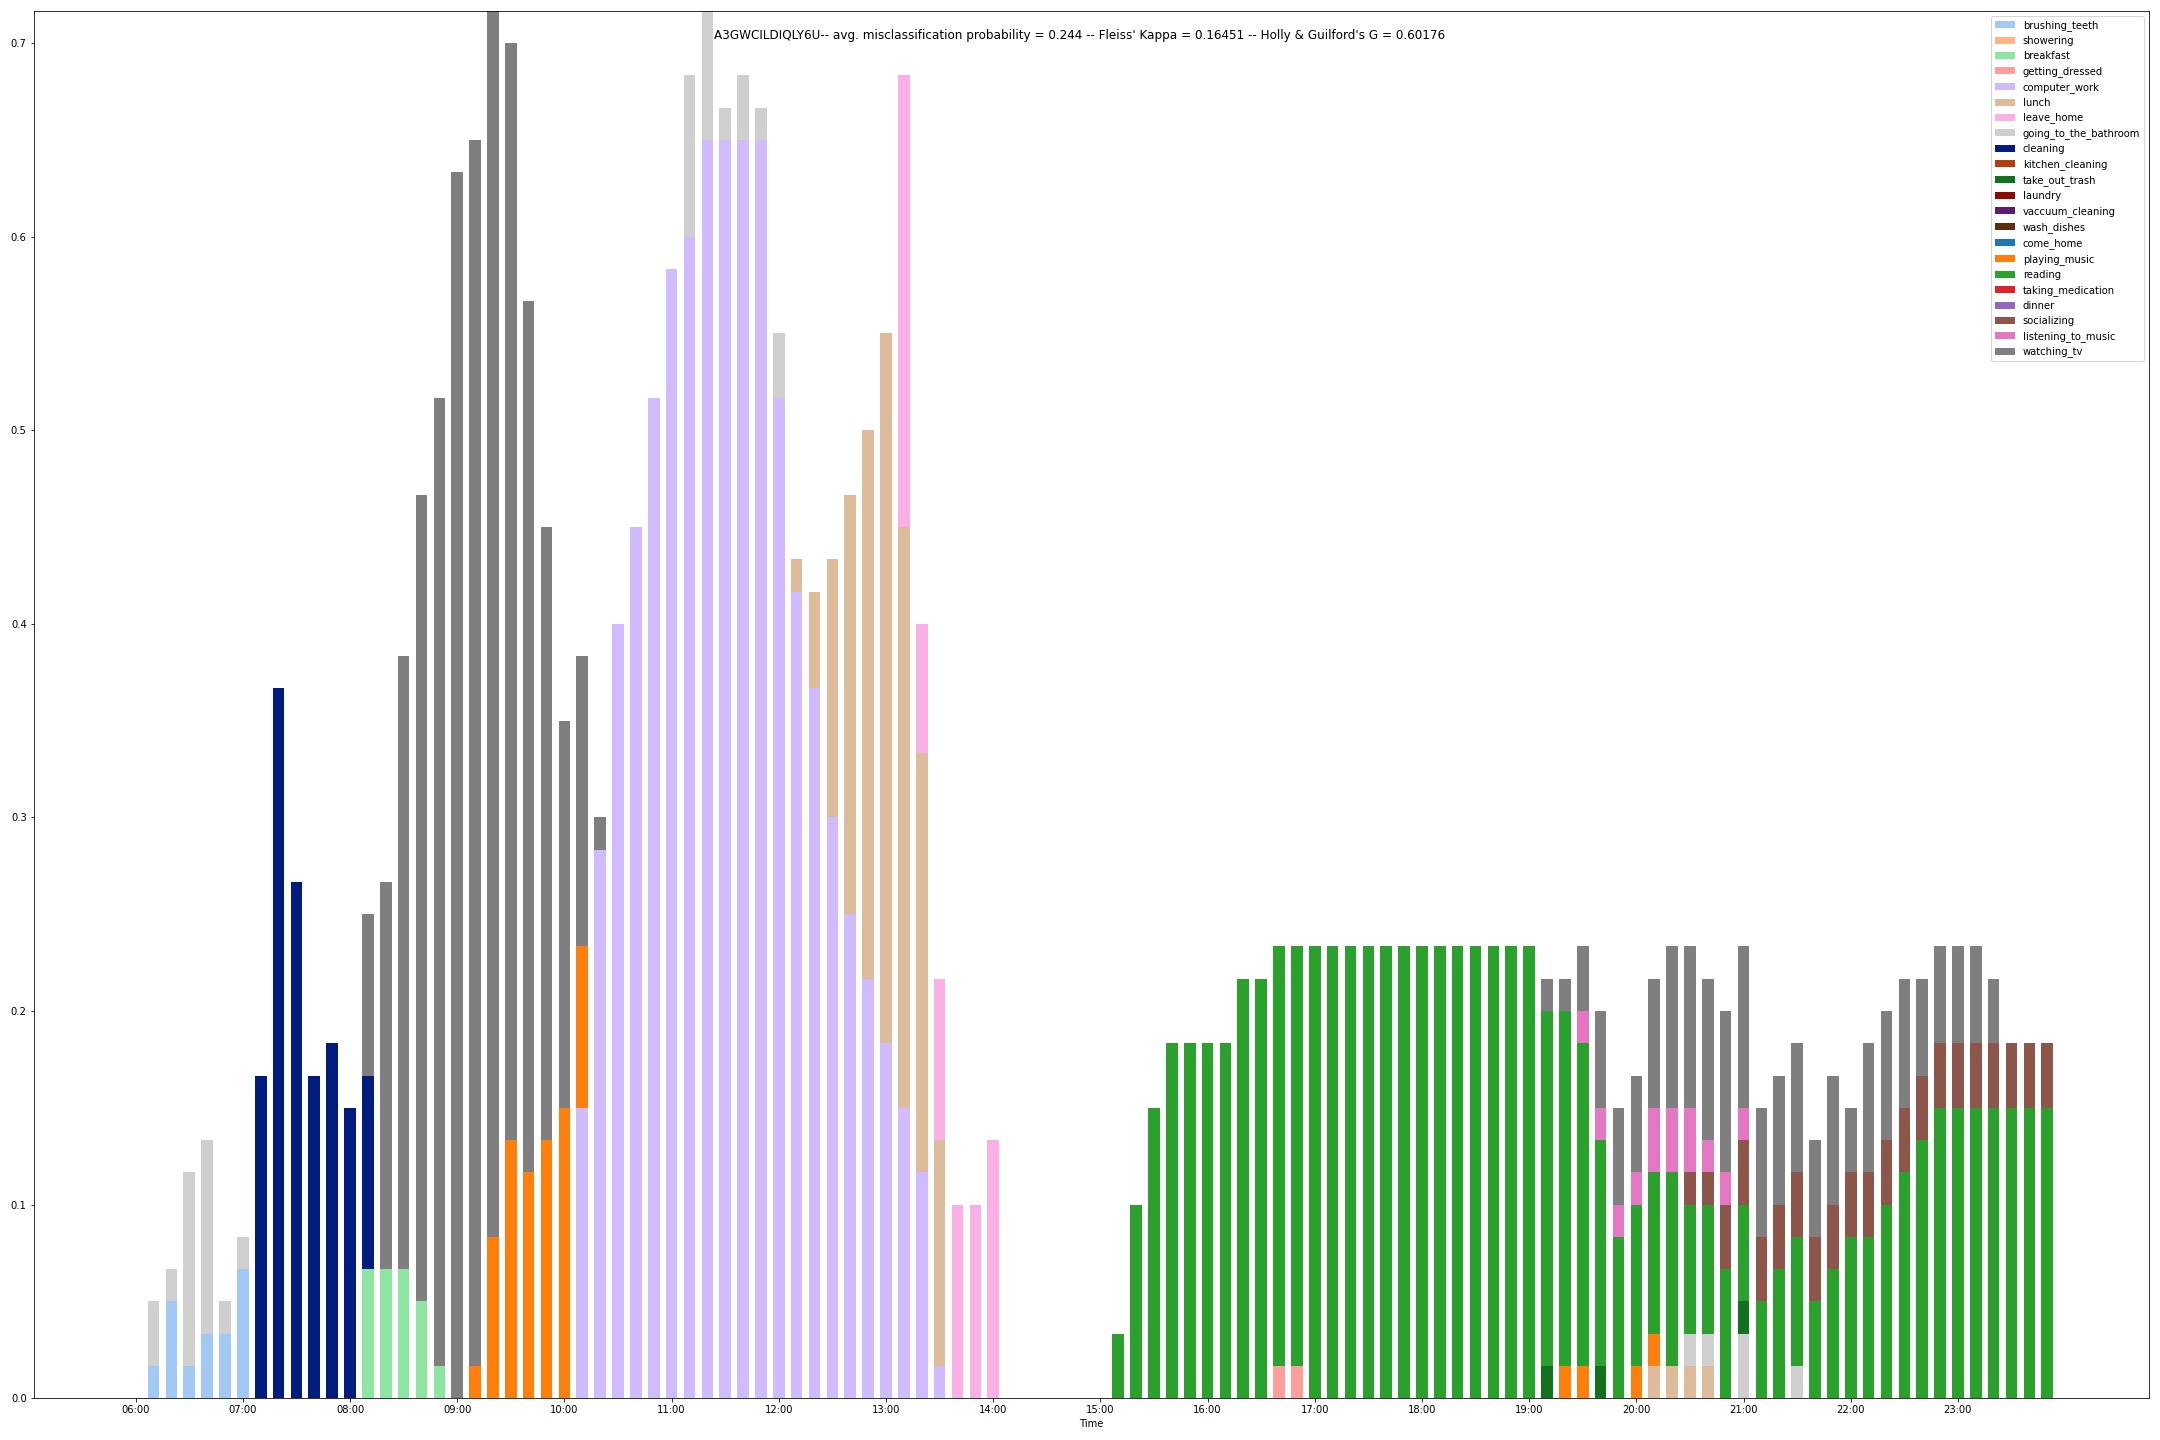 A3GWCILDIQLY6U-- avg. misclassification probability = 0.244 -- Fleiss' Kappa = 0.16451 -- Holly & Guilford's G = 0.60176
brushing_teeth
showering
breakfast
getting_dressed
computer_work
lunch
leave_home
going_to_the_bathroom
cleaning
kitchen_cleaning
take_out_trash
laundry
vaccuum_cleaning
wash_dishes
come_home
playing_music
reading
taking_medication
dinner
socializing
listening_to_music
watching_tv
0.7
0.6
0.5
0.4
0.3
0.2
0.1
0.0
06:00 07:00 08:00 09:00 10:00 11:00 12:00 13:00 14:00 15:00 16:00 17:00 18:00 19:00 20:00 21:00 22:00 23:00
Time